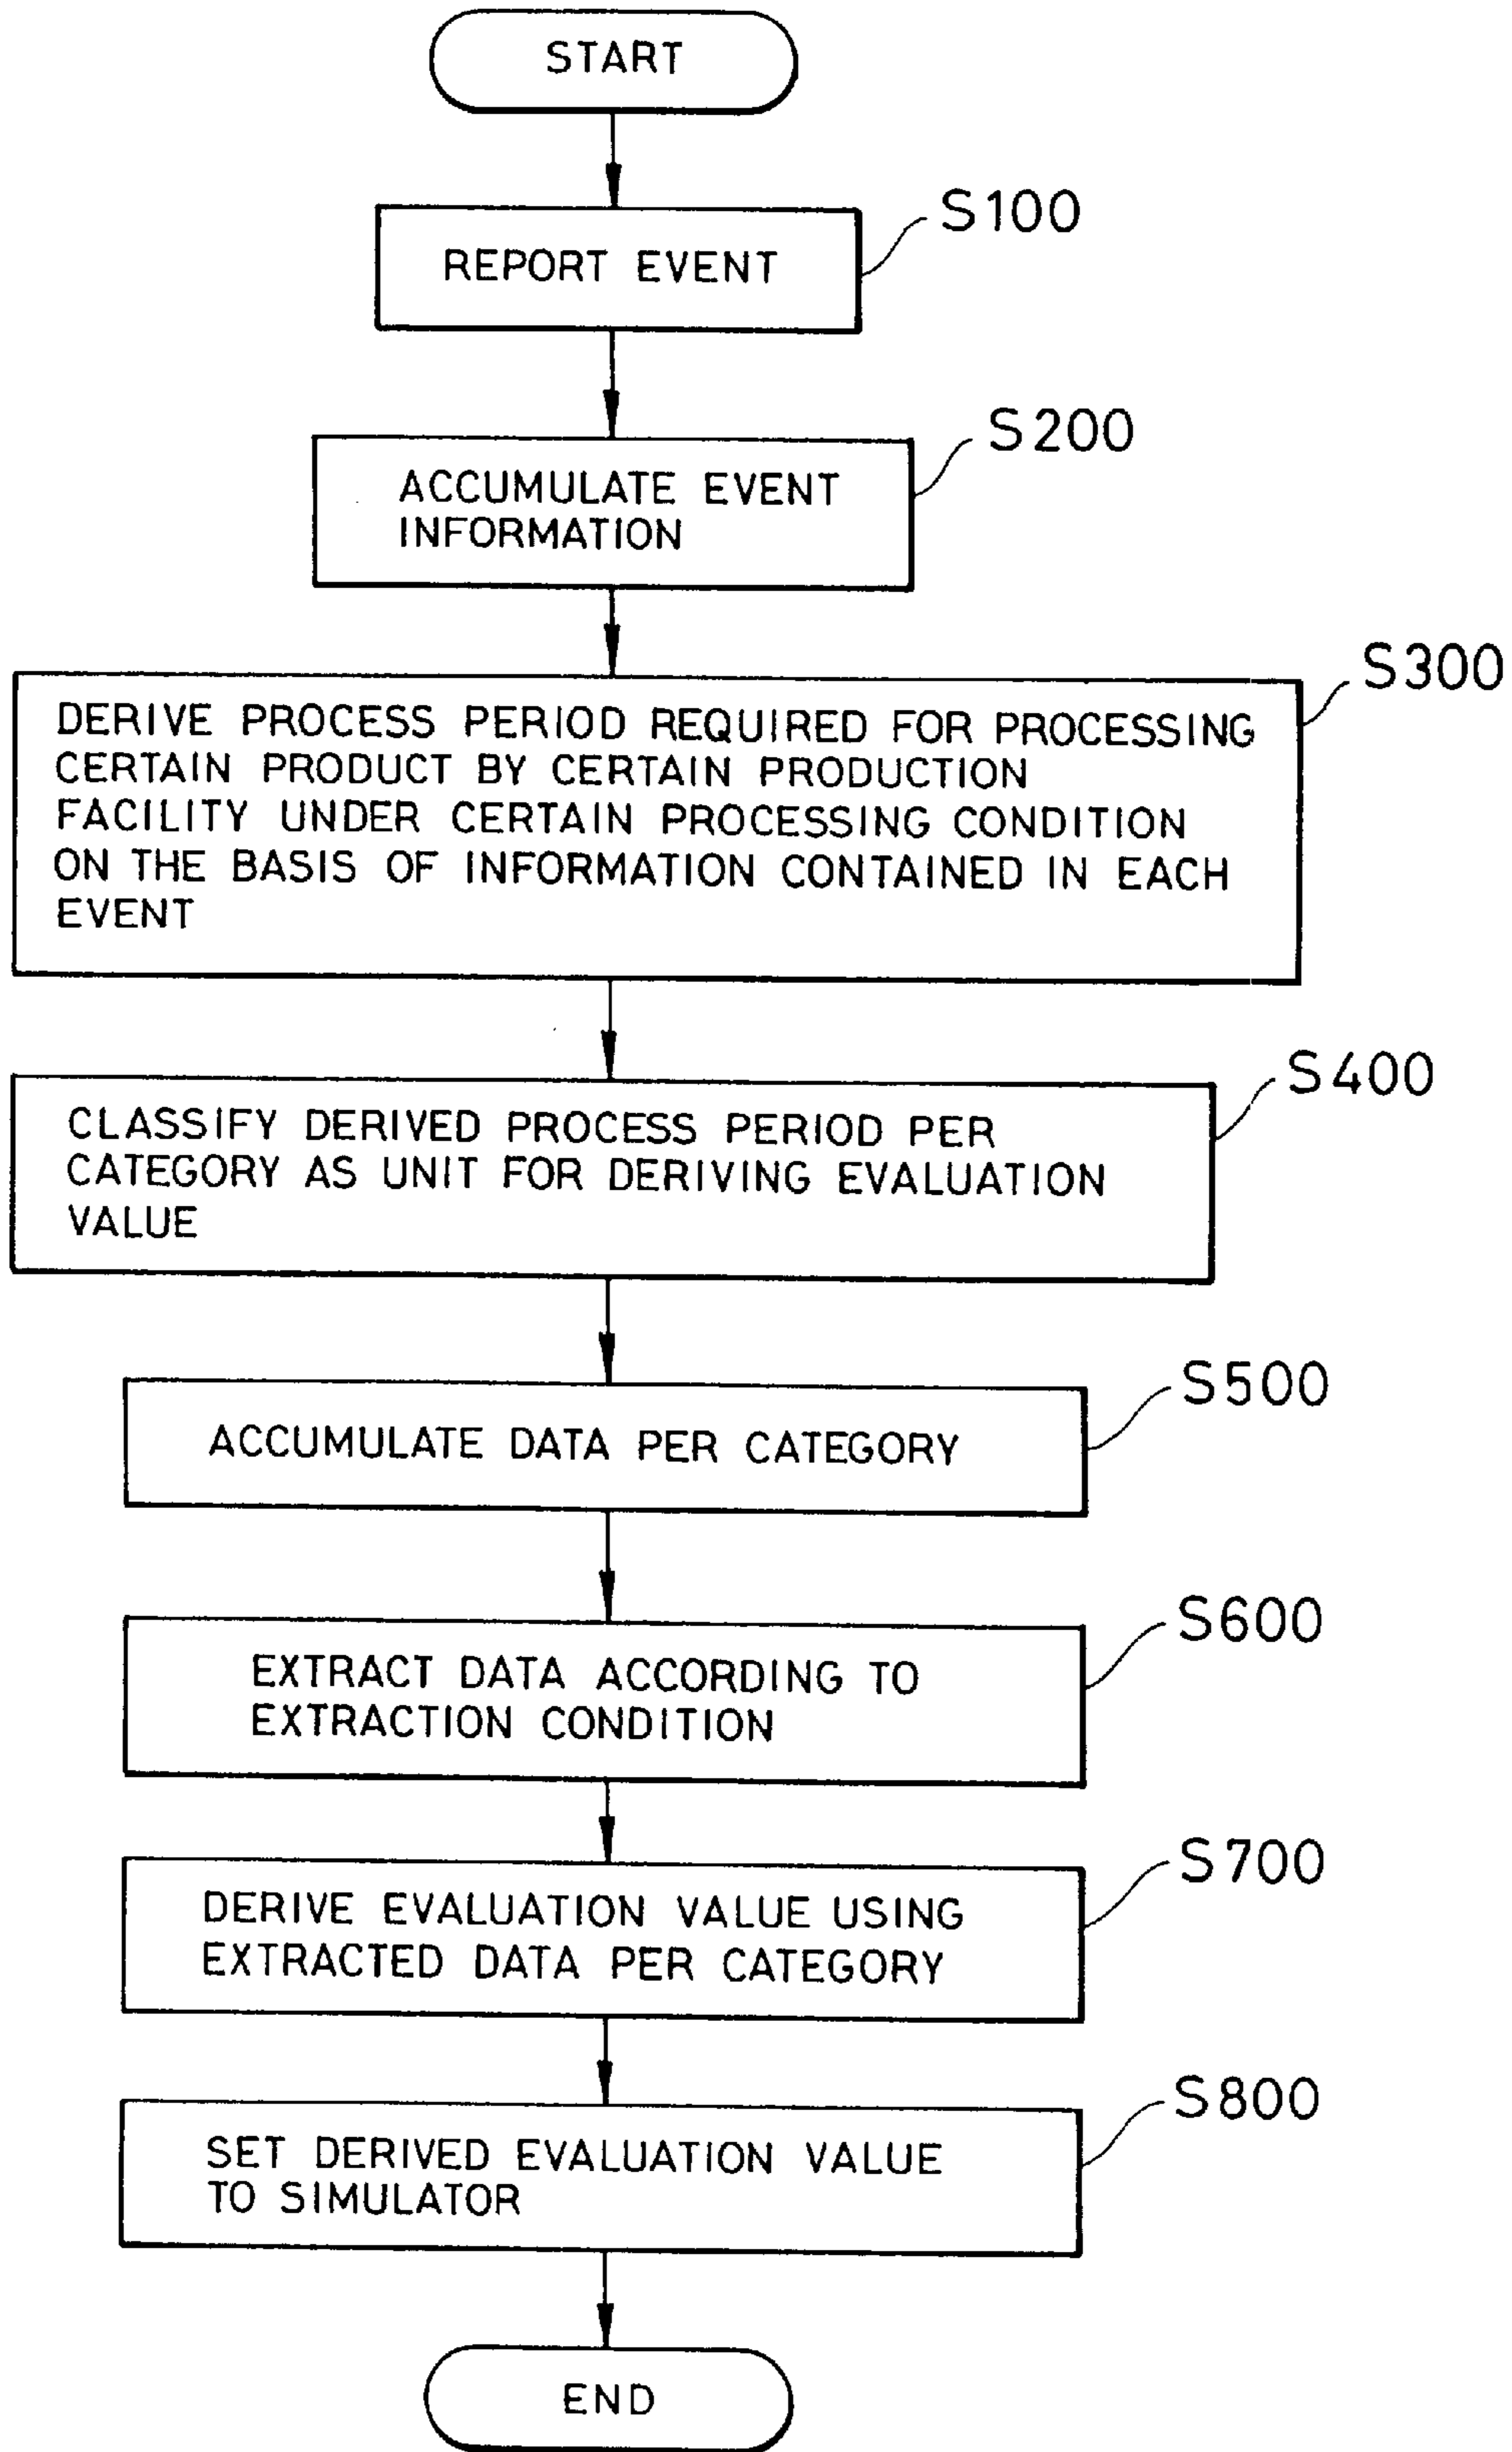 START
S100
REPORT EVENT
S200
ACCUMULATE EVENT
INFORMATION
S300
DERIVE PROCESS PERIOD REQUIRED FOR PROCESSING
CERTAIN PRODUCT BY CERTAIN PRODUCTION
FACILITY UNDER CERTAIN PROCESSING CONDITION
ON THE BASIS OF INFORMATION CONTAINED IN EACH
EVENT
S400
CLASSIFY DERIVED PROCESS PERIOD PER
CATEGORY AS UNIT FOR DERIVING EVALUATION
VALUE
S500
ACCUMULATE DATA PER CATEGORY
S600
EXTRACT DATA ACCORDING TO
EXTRACTION CONDITION
S700
DERIVE EVALUATION VALUE USING
EXTRACTED DATA PER CATEGORY
S800
SET DERIVED EVALUATION VALUE
TO SIMULATOR
END